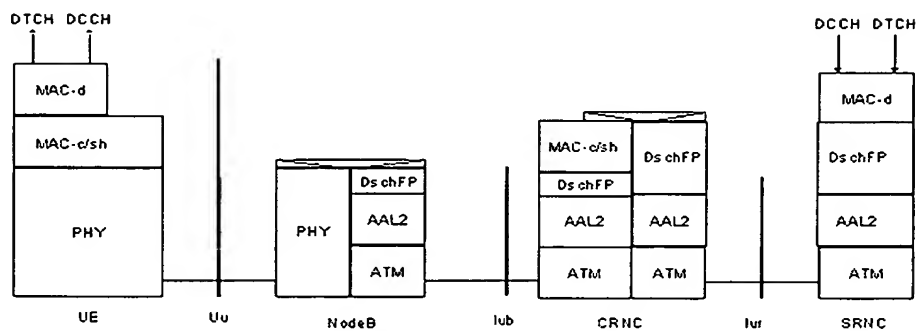 DTCH DCCH
DCCH DTCH
MAC-d
MAC-d
MAC-c/sh
MAC-c/sh
DschFP
DschFP
DschFP
DschFP
PHY
PHY
AAL2
AAL2
AAL2
AAL2
ATM
ATM
ATM
ATM
UE
Uu
NodeB
Iub
CRNC
Iur
SRNC